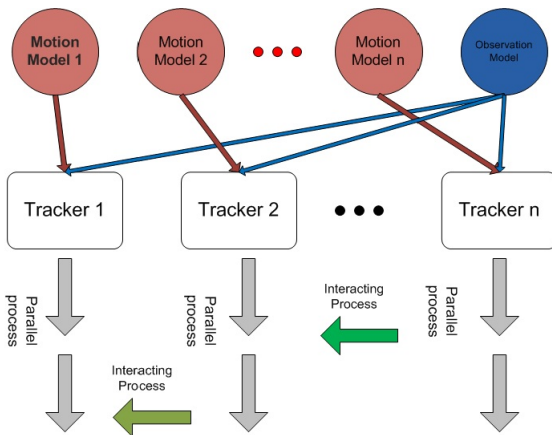 Motion
Model 1
Motion
Model 2
Motion
Model n
Observation
Model
Tracker 1
Tracker 2
Tracker n
Parallel
process
Parallel
process
Interacting
Process
Parallel
process
Interacting
Process